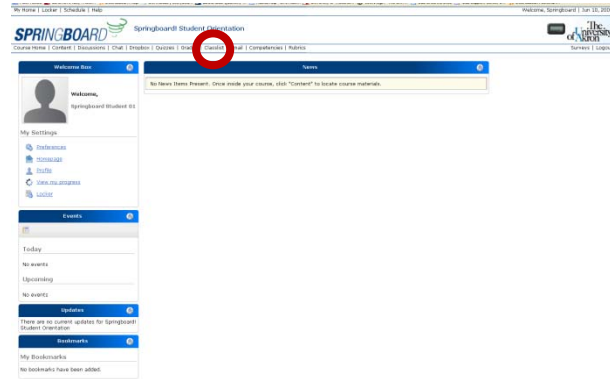 My Home | Locker | Schedule | Help
Welcome, Springboard | Jun 10, 200
SPRINGBOARD
Springboard! Student Orientation
The University of Akron
Course Home | Content | Discussions | Chat | Dropbox | Quizzes | Grades Classlist Email | Competencies | Rubrics
Surveys | Logou
Welcome Box
News
No News Items Present. Once inside your course, click "Content" to locate course materials.
Welcome,
Springboard Student 01
My Settings
Preferences
Homepage
Profile
View my progress
Locker
Events
Today
No events
Upcoming
No events
Updates
There are no current updates for Springboard!
Student Orientation
Bookmarks
My Bookmarks
No bookmarks have been added.